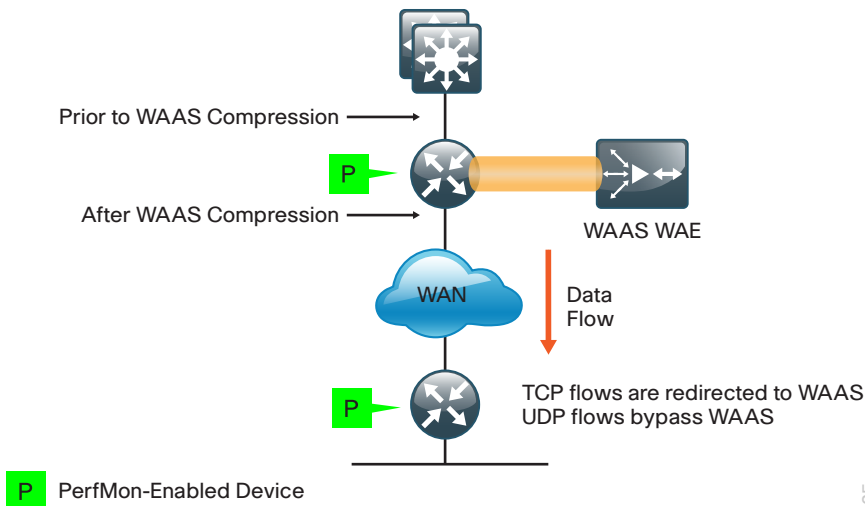 Prior to WAAS Compression
P
After WAAS Compression
WAAS WAE
WAN
Data
Flow
P
TCP flows are redirected to WAAS
UDP flows bypass WAAS
P PerfMon-Enabled Device